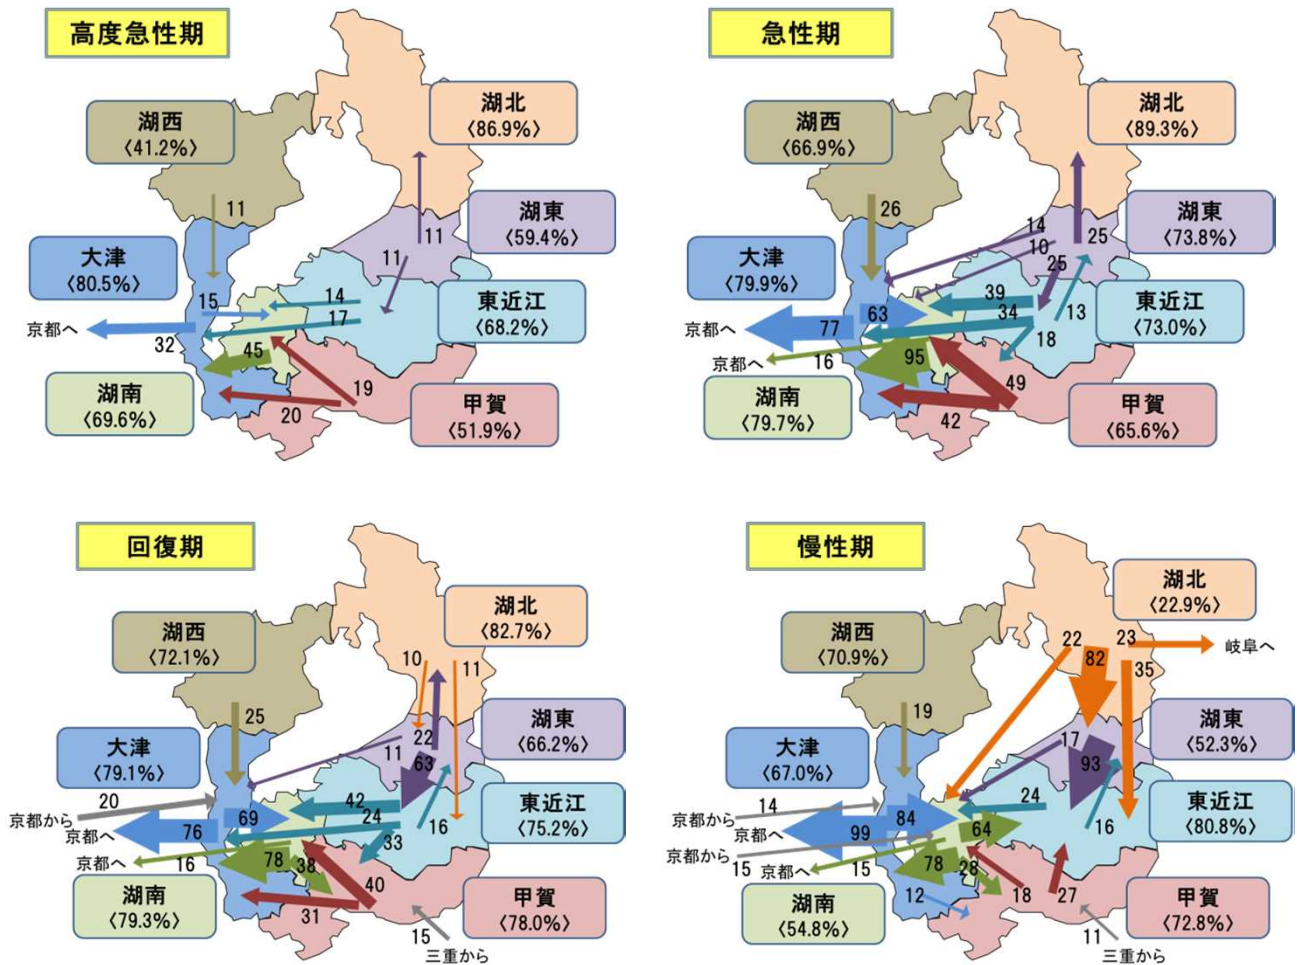 高度急性期
湖北
〈86.9%〉
湖西
〈41.2%〉
11
湖東
〈59.4%〉
11
11
大津
〈80.5%〉
15
14
17
東近江
〈68.2%〉
京都へ
32
45
湖南
〈69.6%〉
19
20
甲賀
〈51.9%〉
急性期
湖北
〈89.3%〉
湖西
〈66.9%〉
26
湖東
〈73.8%〉
14
10
25
25
大津
〈79.9%〉
63
39
34
13
18
東近江
〈73.0%〉
京都へ
77
京都へ
16
95
湖南
〈79.7%〉
49
42
甲賀
〈65.6%〉
回復期
湖北
〈82.7%〉
湖西
〈72.1%〉
10
11
25
22
11
63
湖東
〈66.2%〉
大津
〈79.1%〉
20
京都から
京都へ
76
69
42
24
16
33
東近江
〈75.2%〉
京都へ
16
78
38
湖南
〈79.3%〉
40
31
甲賀
〈78.0%〉
15
三重から
慢性期
湖北
〈22.9%〉
22
82
23
岐阜へ
35
湖西
〈70.9%〉
19
17
93
湖東
〈52.3%〉
大津
〈67.0%〉
14
京都から
京都へ
99
84
24
64
16
東近江
〈80.8%〉
京都から
15
京都へ
15
78
28
湖南
〈54.8%〉
12
18
27
甲賀
〈72.8%〉
11
三重から